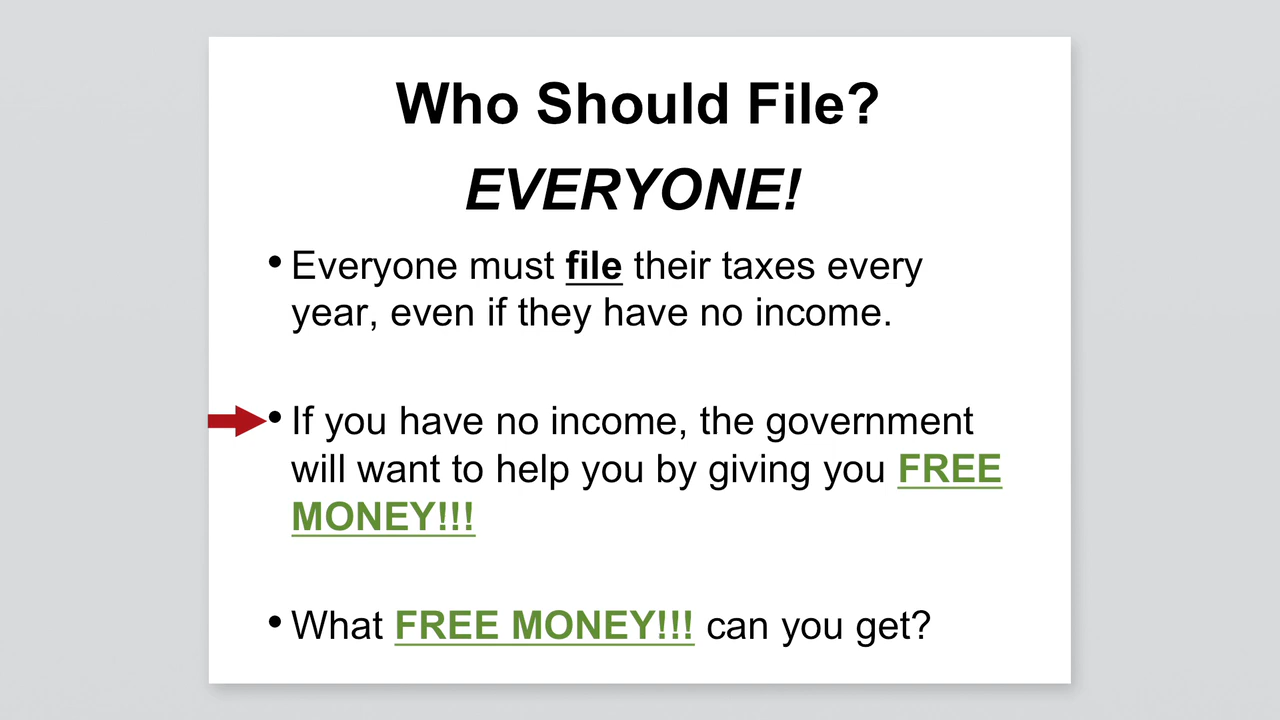 Who Should File?
EVERYONE!
• Everyone must file their taxes every
year, even if they have no income.
• If you have no income, the government
will want to help you by giving you FREE
MONEY!!!
• What FREE MONEY!!! can you get?